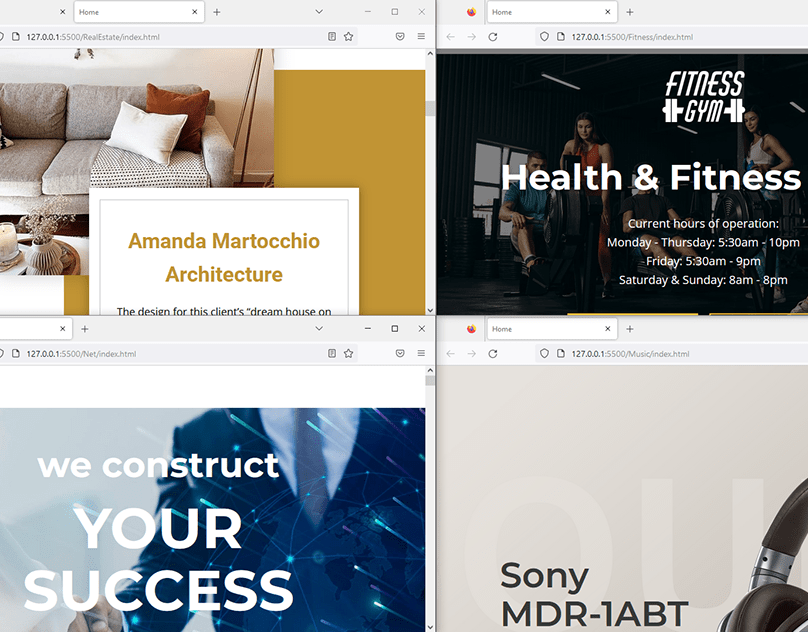 Home
127.0.0.1:5500/RealEstate/index.html
Amanda Martocchio
Architecture
The design for this client's “dream house on
Home
127.0.0.1:5500/Fitness/index.html
FITNESS
GYM
Health & Fitness
Current hours of operation:
Monday - Thursday: 5:30am - 10pm
Friday: 5:30am - 9pm
Saturday & Sunday: 8am - 8pm
127.0.0.1:5500/Net/index.html
we construct
YOUR
SUCCESS
Home
127.0.0.1:5500/Music/index.html
OU
Sony
MDR-1ABT